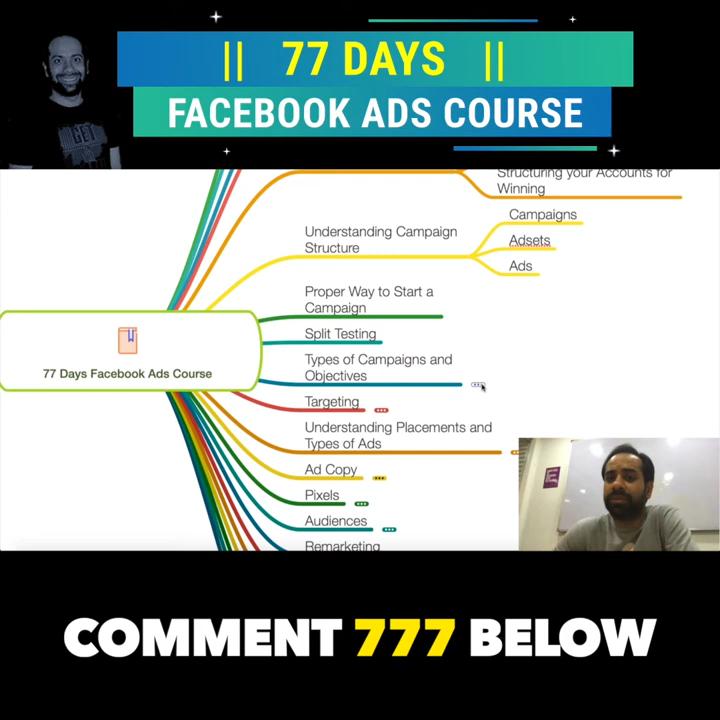 || 77 DAYS ||
FACEBOOK ADS COURSE
GET
Structuring your Accounts for
Winning
Understanding Campaign
Structure
Campaigns
Adsets
Ads
Proper Way to Start a
Campaign
Split Testing
Types of Campaigns and
Objectives
77 Days Facebook Ads Course
Targeting
Understanding Placements and
Types of Ads
Ad Copy
Pixels
Audiences
Remarketing
COMMENT 777 BELOW